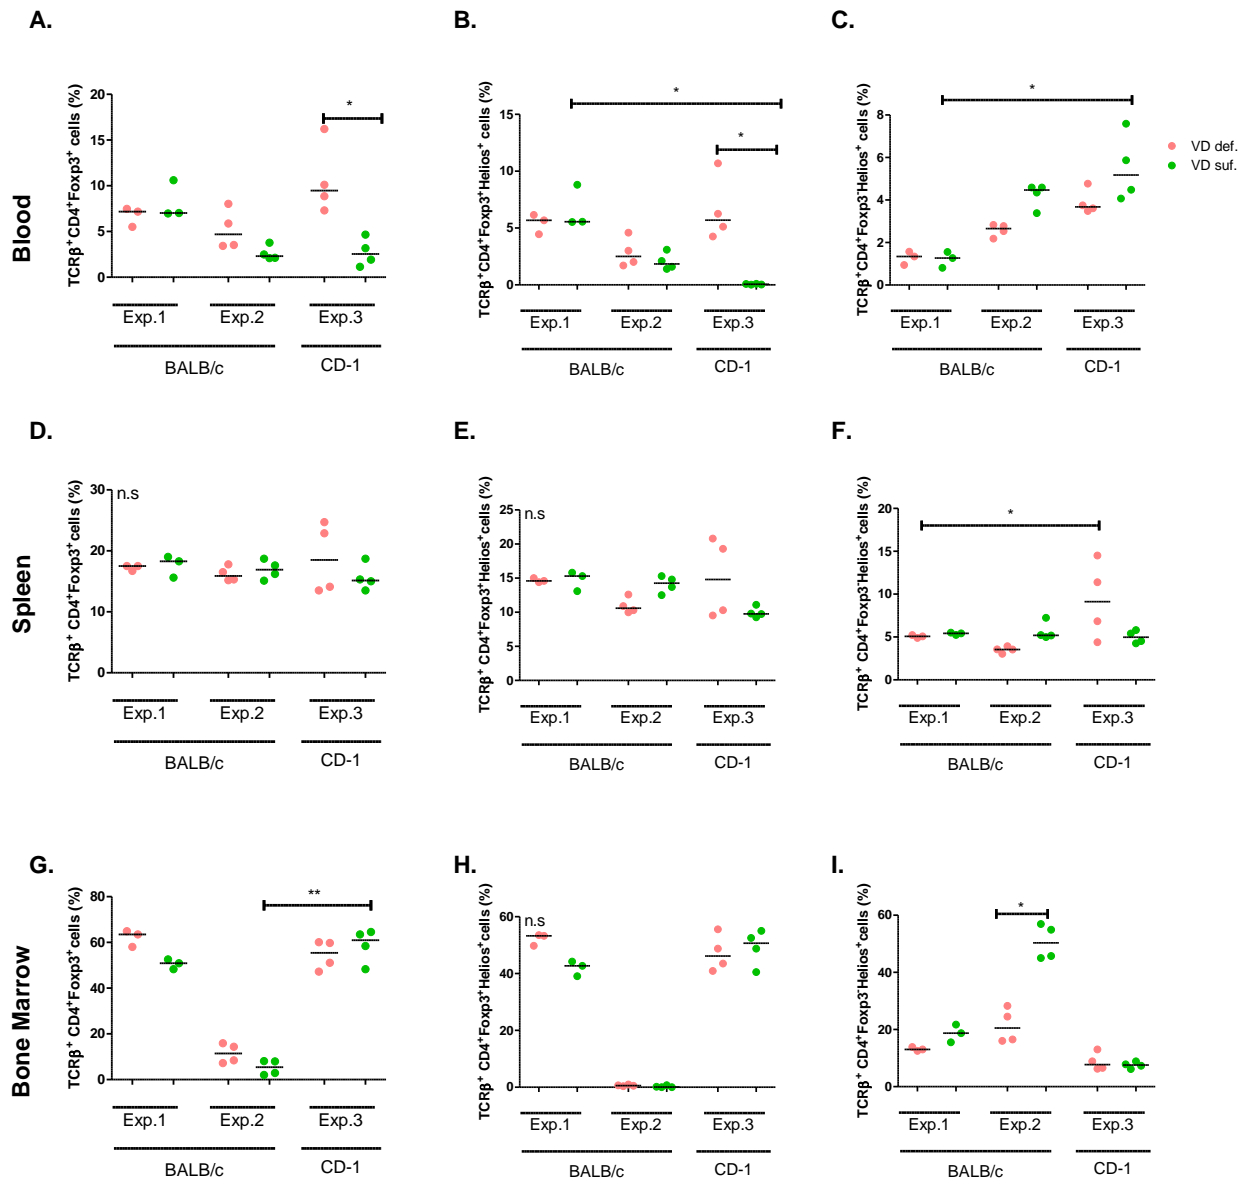 A.
B.
C.
Blood
TCRβ⁺CD4⁺Foxp3⁺ cells (%)
20
15
10
5
0
*
Exp.1 Exp.2 Exp.3
BALB/c CD-1
TCRβ⁺CD4⁺Foxp3⁺Helios⁺ cells (%)
15
10
5
0
*
*
Exp.1 Exp.2 Exp.3
BALB/c CD-1
TCRβ⁺CD4⁺Foxp3⁻Helios⁺ cells (%)
8
6
4
2
0
*
Exp.1 Exp.2 Exp.3
BALB/c CD-1
VD def.
VD suf.
D.
E.
F.
Spleen
TCRβ⁺ CD4⁺Foxp3⁺cells (%)
30
20
10
0
n.s
Exp.1 Exp.2 Exp.3
BALB/c CD-1
TCRβ⁺ CD4⁺Foxp3⁺Helios⁺cells (%)
25
20
15
10
5
0
n.s
Exp.1 Exp.2 Exp.3
BALB/c CD-1
TCRβ⁺ CD4⁺Foxp3⁻Helios⁺cells (%)
20
15
10
5
0
*
Exp.1 Exp.2 Exp.3
BALB/c CD-1
G.
H.
I.
Bone Marrow
TCRβ⁺ CD4⁺Foxp3⁺cells (%)
80
60
40
20
0
**
Exp.1 Exp.2 Exp.3
BALB/c CD-1
TCRβ⁺ CD4⁺Foxp3⁺Helios⁺cells (%)
60
40
20
0
n.s
Exp.1 Exp.2 Exp.3
BALB/c CD-1
TCRβ⁺ CD4⁺Foxp3⁻Helios⁺cells (%)
60
40
20
0
*
Exp.1 Exp.2 Exp.3
BALB/c CD-1